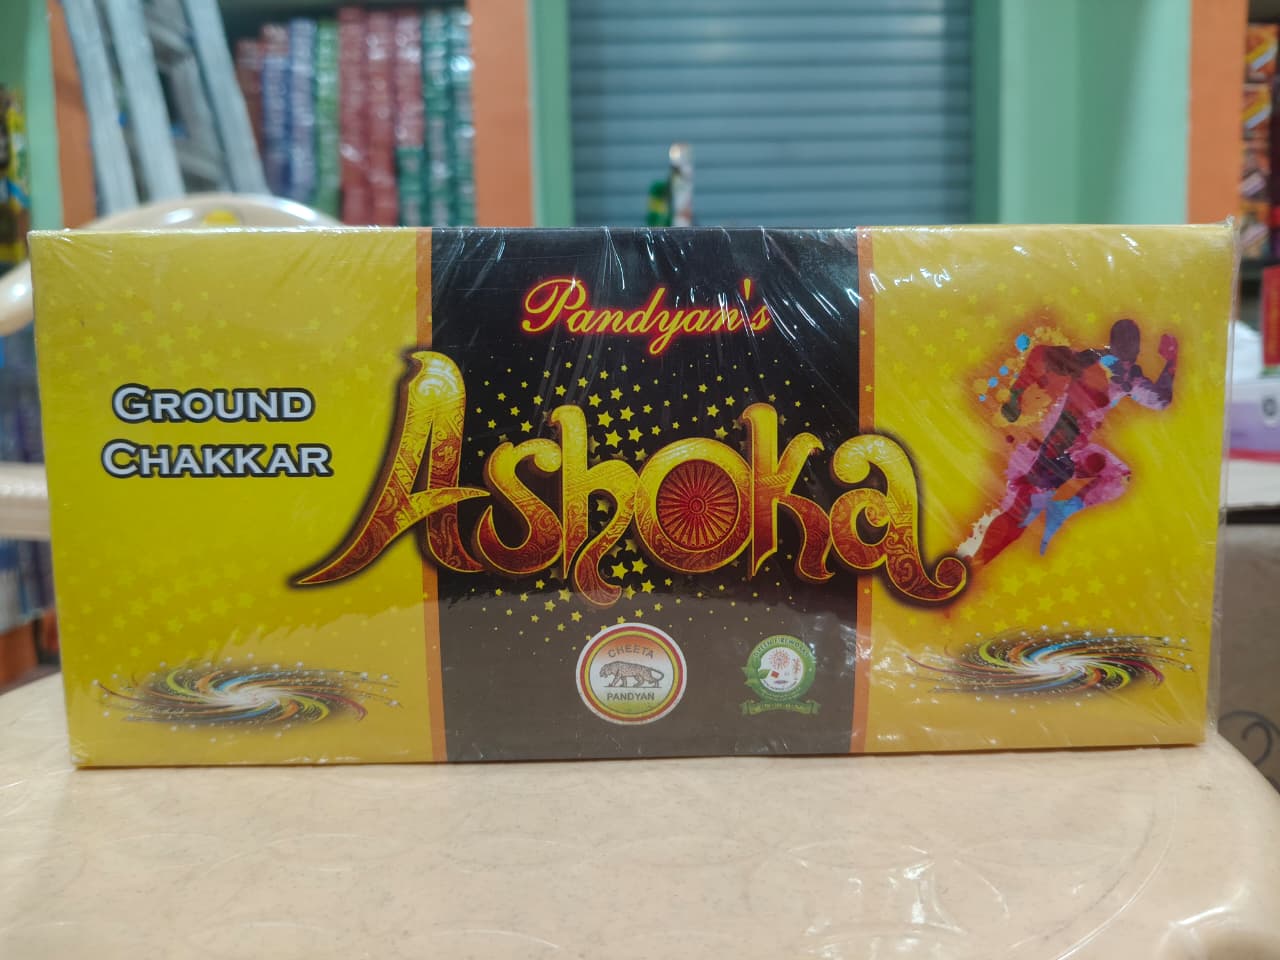 Pandyan's
GROUND
CHAKKAR
Ashoka
CHEETA
PANDYAN